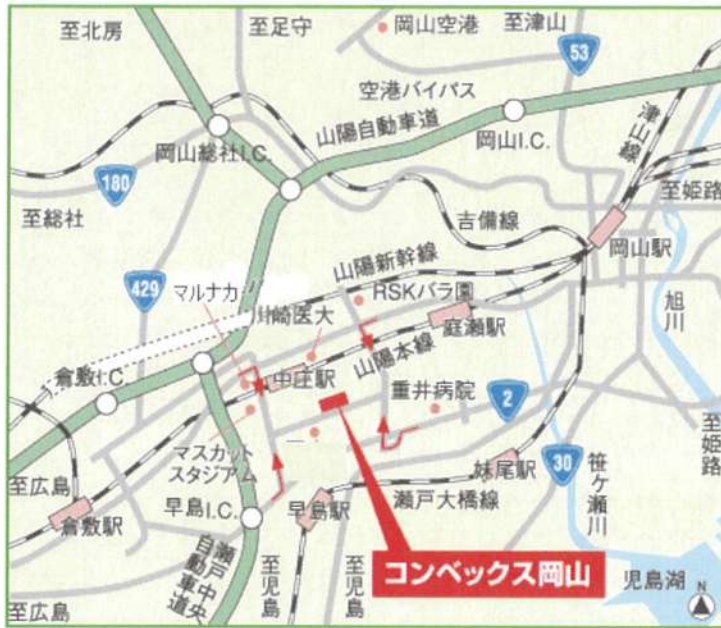 至北房
至足守
岡山空港
至津山
53
空港バイパス
山陽自動車道
津山線
岡山総社I.C.
岡山I.C.
180
至姫路
至総社
吉備線
岡山駅
山陽新幹線
429
マルナカ
川崎医大
RSKバラ園
旭川
庭瀬駅
山陽本線
倉敷I.C.
中庄駅
重井病院
2
マスカット
スタジアム
至姫路
30
笹ヶ瀬川
妹尾駅
至広島
倉敷駅
早島I.C.
早島駅
瀬戸大橋線
瀬戸中央
自動車道
至児島
至児島
コンベックス岡山
児島湖
至広島
N